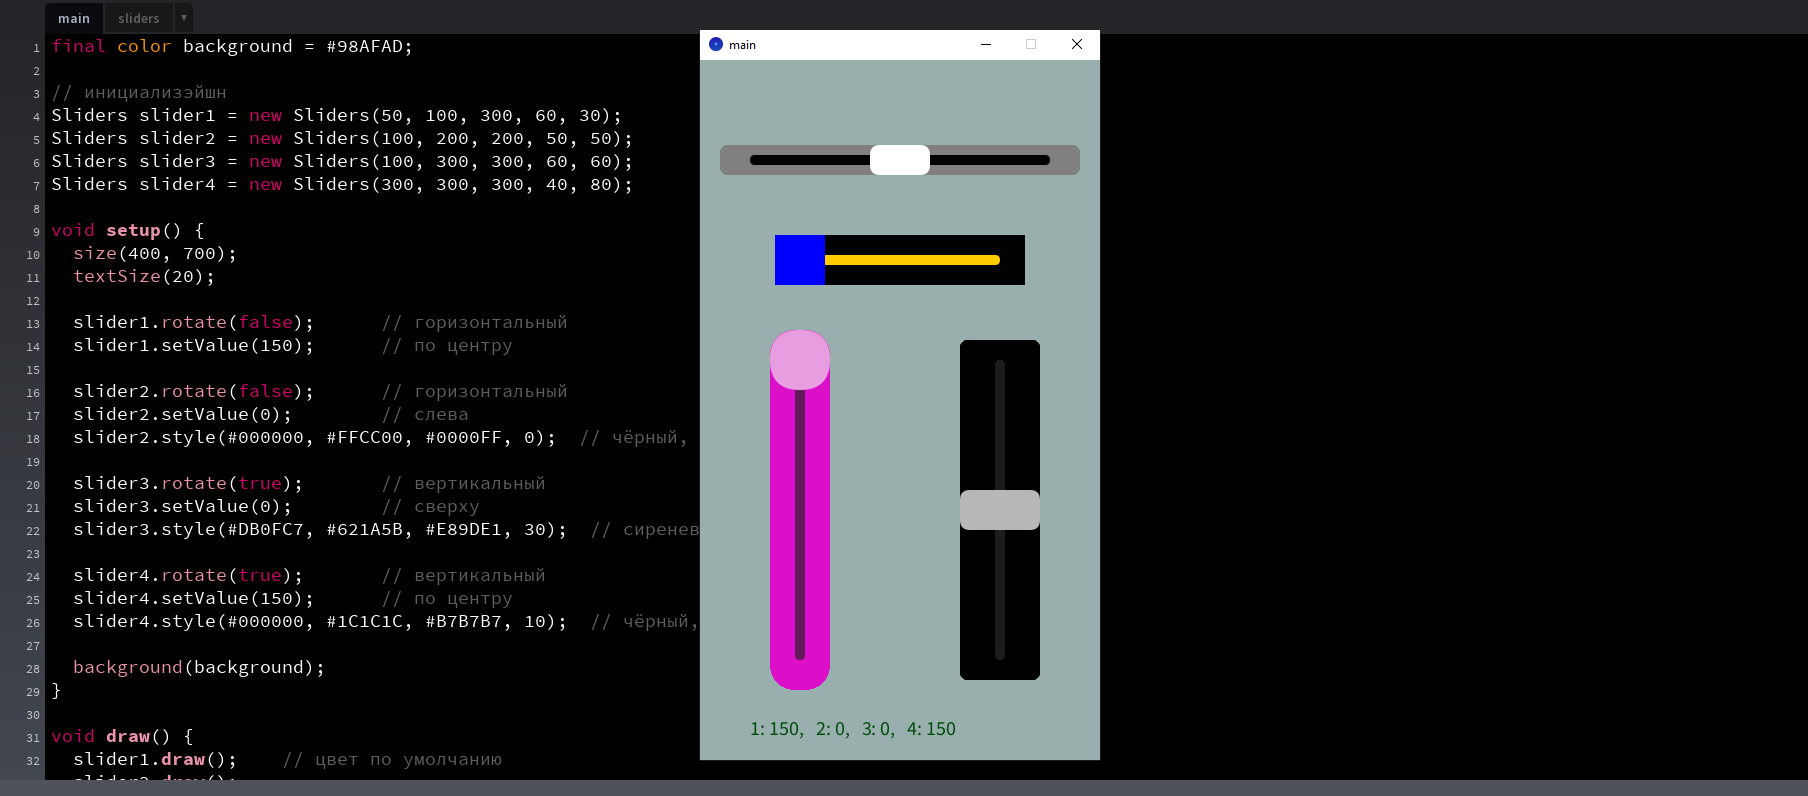 main sliders
1 final color background = #98AFAD;
2
3 // инициализэйшн
4 Sliders slider1 = new Sliders(50, 100, 300, 60, 30);
5 Sliders slider2 = new Sliders(100, 200, 200, 50, 50);
6 Sliders slider3 = new Sliders(100, 300, 300, 60, 60);
7 Sliders slider4 = new Sliders(300, 300, 300, 40, 80);
8
9 void setup() {
10 size(400, 700);
11 textSize(20);
12
13 slider1.rotate(false); // горизонтальный
14 slider1.setValue(150); // по центру
15
16 slider2.rotate(false); // горизонтальный
17 slider2.setValue(0); // слева
18 slider2.style(#000000, #FFCC00, #0000FF, 0); // чёрный,
19
20 slider3.rotate(true); // вертикальный
21 slider3.setValue(0); // сверху
22 slider3.style(#DB0FC7, #621A5B, #E89DE1, 30); // сиренев
23
24 slider4.rotate(true); // вертикальный
25 slider4.setValue(150); // по центру
26 slider4.style(#000000, #1C1C1C, #B7B7B7, 10); // чёрный,
27
28 background(background);
29 }
30
31 void draw() {
32 slider1.draw(); // цвет по умолчанию
main
1: 150, 2: 0, 3: 0, 4: 150